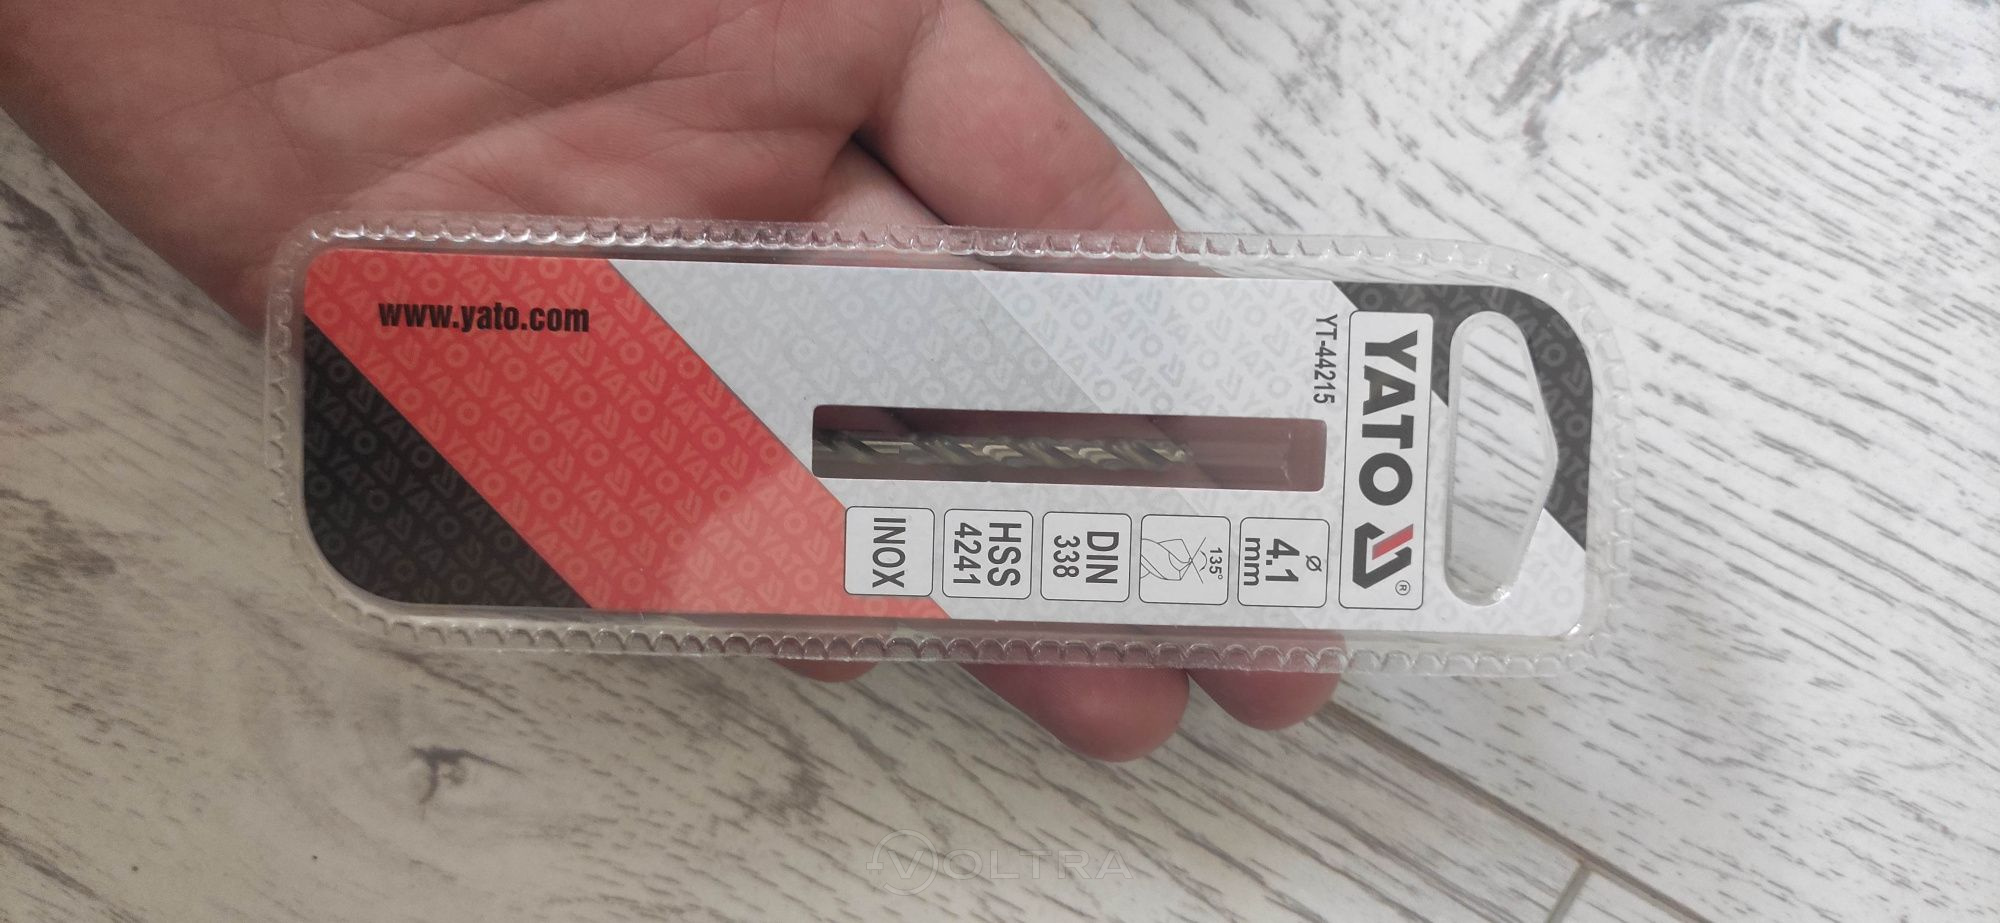 YATO®
YT-44215
Ø
4.1
mm
135°
DIN
338
HSS
4241
INOX
www.yato.com
VOLTRA